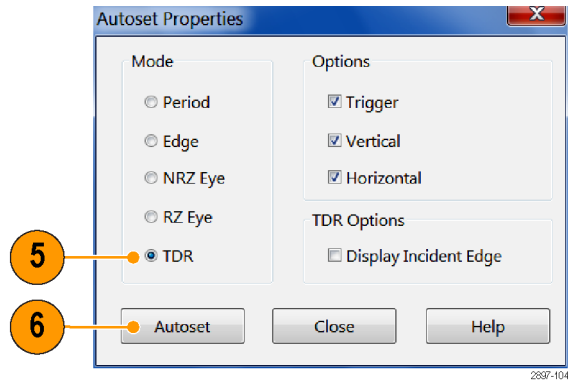 Autoset Properties
X
Mode
Period
Edge
NRZ Eye
RZ Eye
TDR
Options
Trigger
Vertical
Horizontal
TDR Options
Display Incident Edge
5
6
Autoset
Close
Help
2897-104